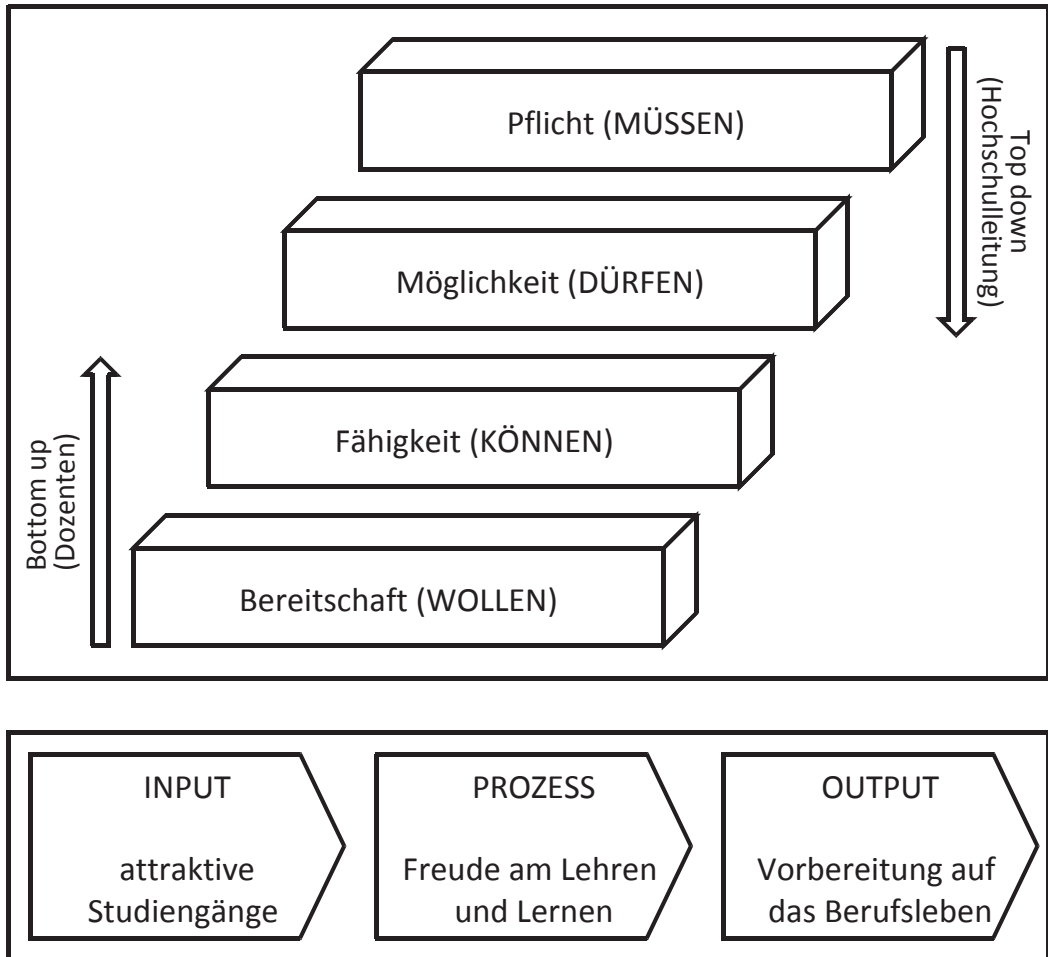 Pflicht (MÜSSEN)
Top down
(Hochschulleitung)
Möglichkeit (DÜRFEN)
Fähigkeit (KÖNNEN)
Bottom up
(Dozenten)
Bereitschaft (WOLLEN)
INPUT
attraktive
Studiengänge
PROZESS
Freude am Lehren
und Lernen
OUTPUT
Vorbereitung auf
das Berufsleben